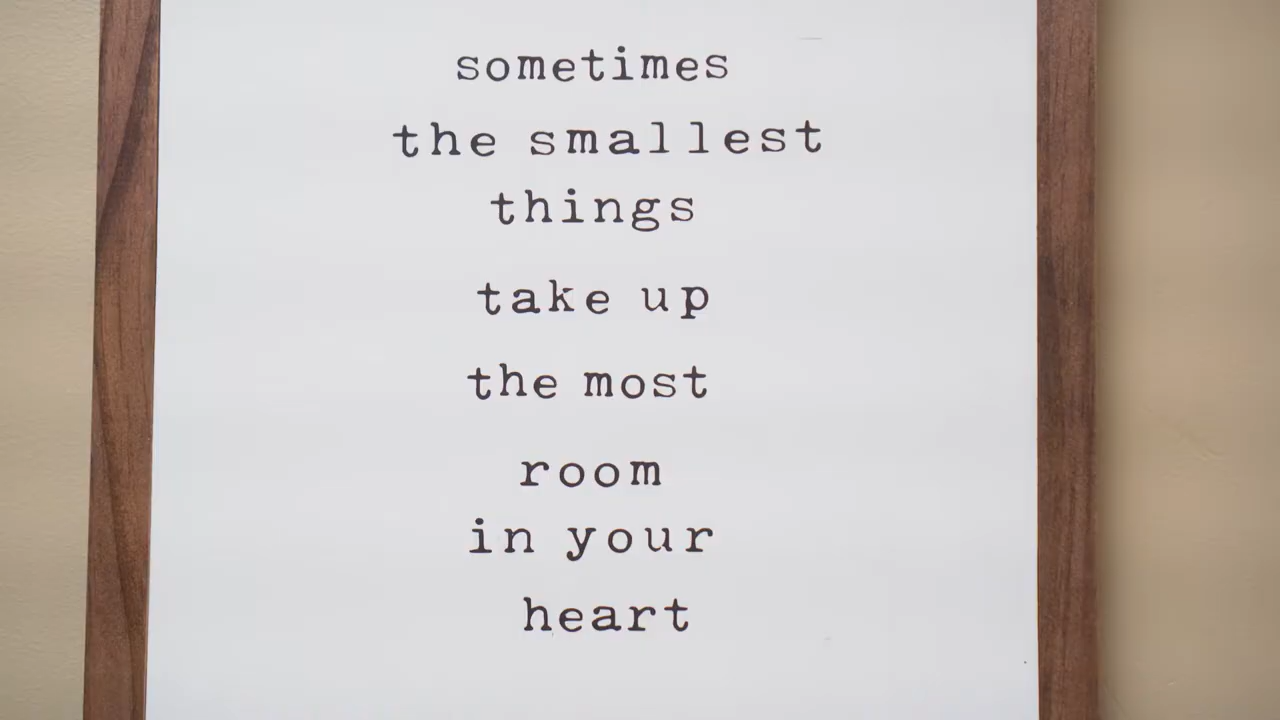 sometimes
the smallest
things
take up
the most
room
in your
heart